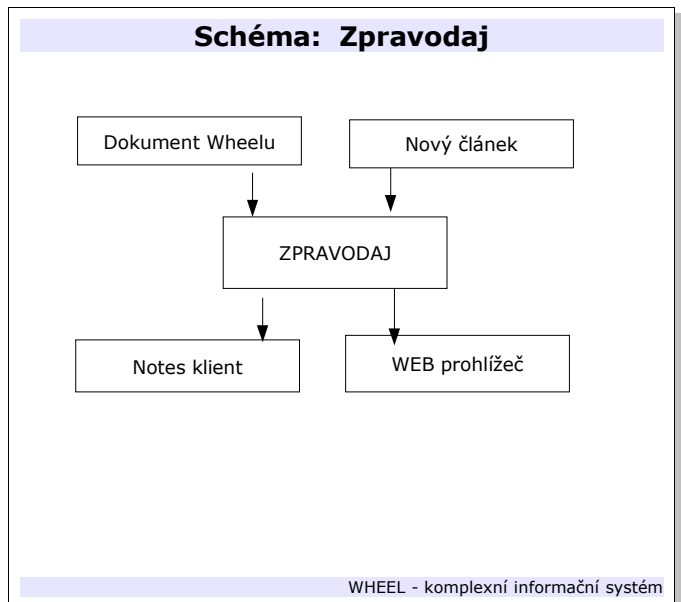 Schéma: Zpravodaj
Dokument Wheelu
Nový článek
ZPRAVODAJ
Notes klient
WEB prohlížeč
WHEEL - komplexní informační systém